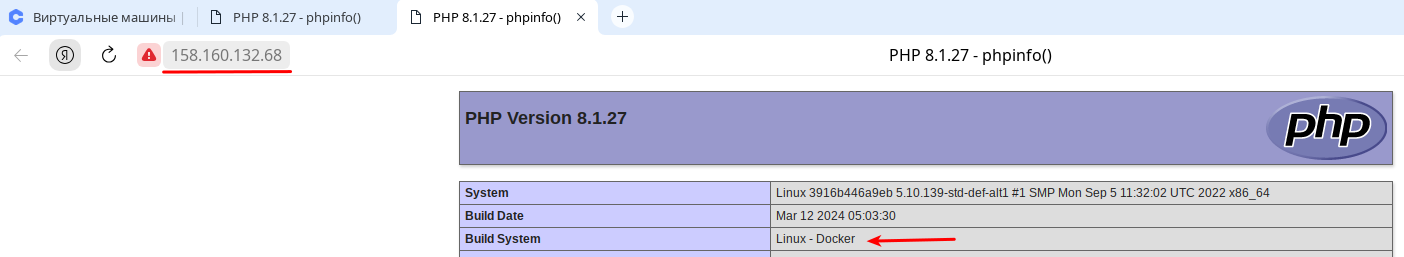 Виртуальные машины |
PHP 8.1.27 - phpinfo()
PHP 8.1.27 - phpinfo()
Я
158.160.132.68
PHP 8.1.27 - phpinfo()
PHP Version 8.1.27
php
System Linux 3916b446a9eb 5.10.139-std-def-alt1 #1 SMP Mon Sep 5 11:32:02 UTC 2022 x86_64
Build Date Mar 12 2024 05:03:30
Build System Linux - Docker